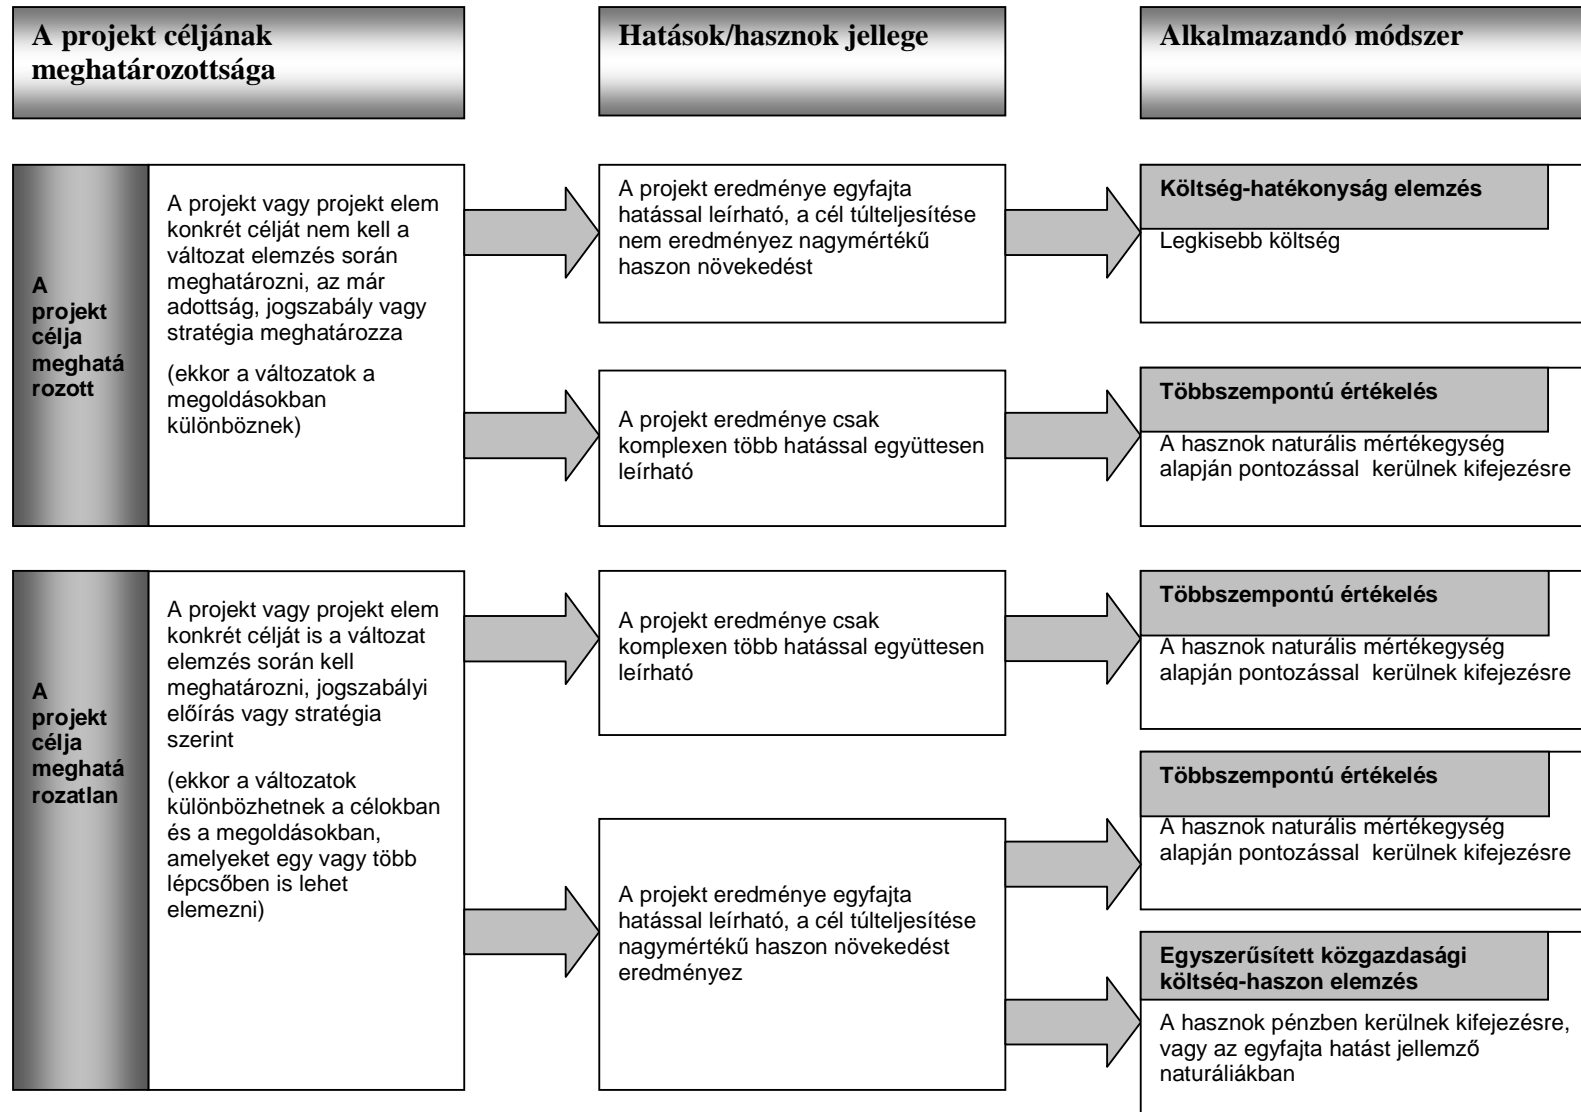 A projekt céljának
meghatározottsága
Hatások/hasznok jellege
Alkalmazandó módszer
A
projekt
célja
meghatá
rozott
A projekt vagy projekt elem
konkrét célját nem kell a
változat elemzés során
meghatározni, az már
adottság, jogszabály vagy
stratégia meghatározza
(ekkor a változatok a
megoldásokban
különböznek)
A projekt eredménye egyfajta
hatással leírható, a cél túlteljesítése
nem eredményez nagymértékű
haszon növekedést
Költség-hatékonyság elemzés
Legkisebb költség
A projekt eredménye csak
komplexen több hatással együttesen
leírható
Többszempontú értékelés
A hasznok naturális mértékegység
alapján pontozással kerülnek kifejezésre
A
projekt
célja
meghatá
rozatlan
A projekt vagy projekt elem
konkrét célját is a változat
elemzés során kell
meghatározni, jogszabályi
előírás vagy stratégia
szerint
(ekkor a változatok
különbözhetnek a célokban
és a megoldásokban,
amelyeket egy vagy több
lépcsőben is lehet
elemezni)
A projekt eredménye csak
komplexen több hatással együttesen
leírható
Többszempontú értékelés
A hasznok naturális mértékegység
alapján pontozással kerülnek kifejezésre
A projekt eredménye egyfajta
hatással leírható, a cél túlteljesítése
nagymértékű haszon növekedést
eredményez
Többszempontú értékelés
A hasznok naturális mértékegység
alapján pontozással kerülnek kifejezésre
Egyszerűsített közgazdasági
költség-haszon elemzés
A hasznok pénzben kerülnek kifejezésre,
vagy az egyfajta hatást jellemző
naturáliákban